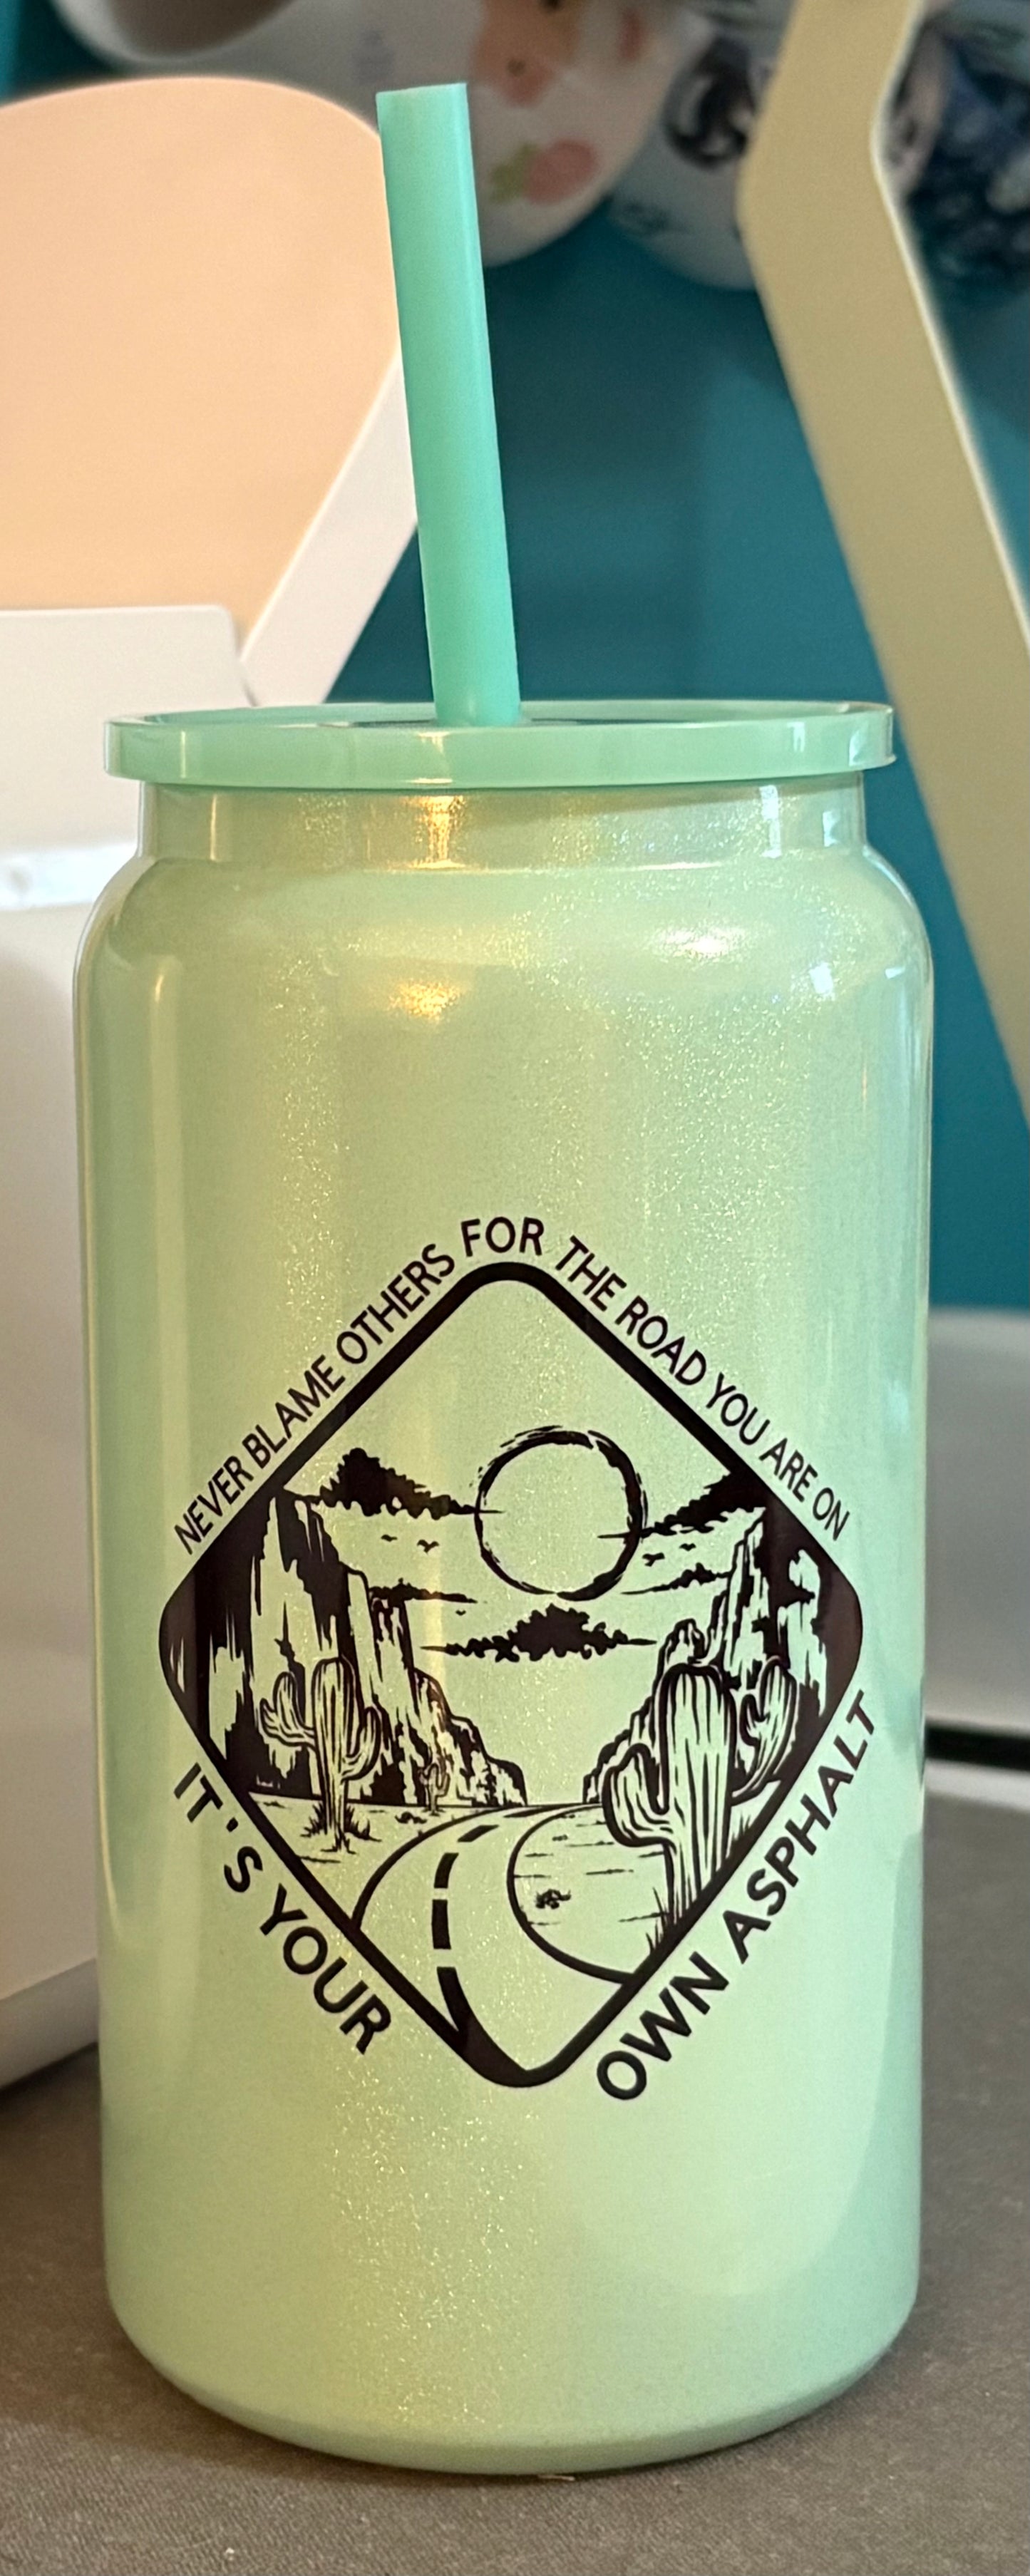 NEVER BLAME OTHERS FOR THE ROAD YOU ARE ON
IT'S YOUR OWN ASPHALT